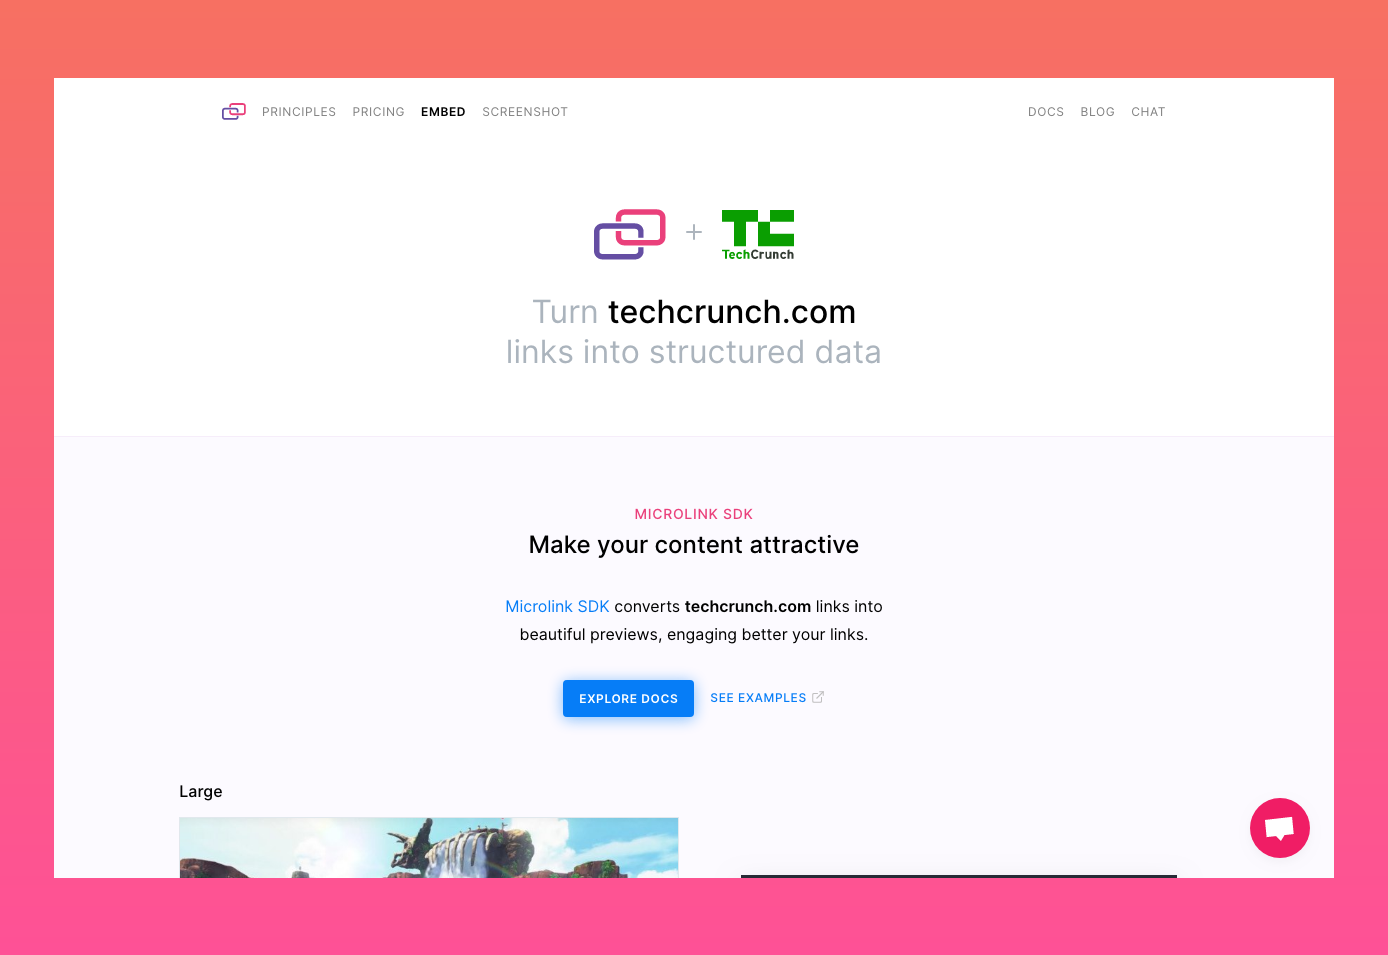 PRINCIPLES PRICING EMBED SCREENSHOT DOCS BLOG CHAT
+
TechCrunch
Turn techcrunch.com
links into structured data
MICROLINK SDK
Make your content attractive
Microlink SDK converts techcrunch.com links into
beautiful previews, engaging better your links.
EXPLORE DOCS SEE EXAMPLES
Large